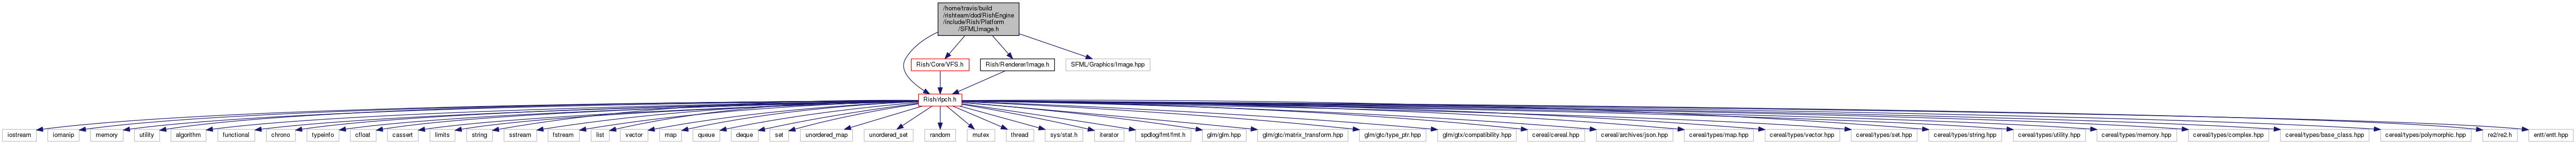 /home/travis/build
/rishteam/dod/RishEngine
/include/Rish/Platform
/SFMLImage.h
Rish/Core/VFS.h
Rish/Renderer/Image.h
SFML/Graphics/Image.hpp
Rish/rlpch.h
iostream
iomanip
memory
utility
algorithm
functional
chrono
typeinfo
cfloat
cassert
limits
string
sstream
fstream
list
vector
map
queue
deque
set
unordered_map
unordered_set
random
mutex
thread
sys/stat.h
iterator
spdlog/fmt/fmt.h
glm/glm.hpp
glm/gtc/matrix_transform.hpp
glm/gtc/type_ptr.hpp
glm/gtx/compatibility.hpp
cereal/cereal.hpp
cereal/archives/json.hpp
cereal/types/map.hpp
cereal/types/vector.hpp
cereal/types/set.hpp
cereal/types/string.hpp
cereal/types/utility.hpp
cereal/types/memory.hpp
cereal/types/complex.hpp
cereal/types/base_class.hpp
cereal/types/polymorphic.hpp
re2/re2.h
entt/entt.hpp